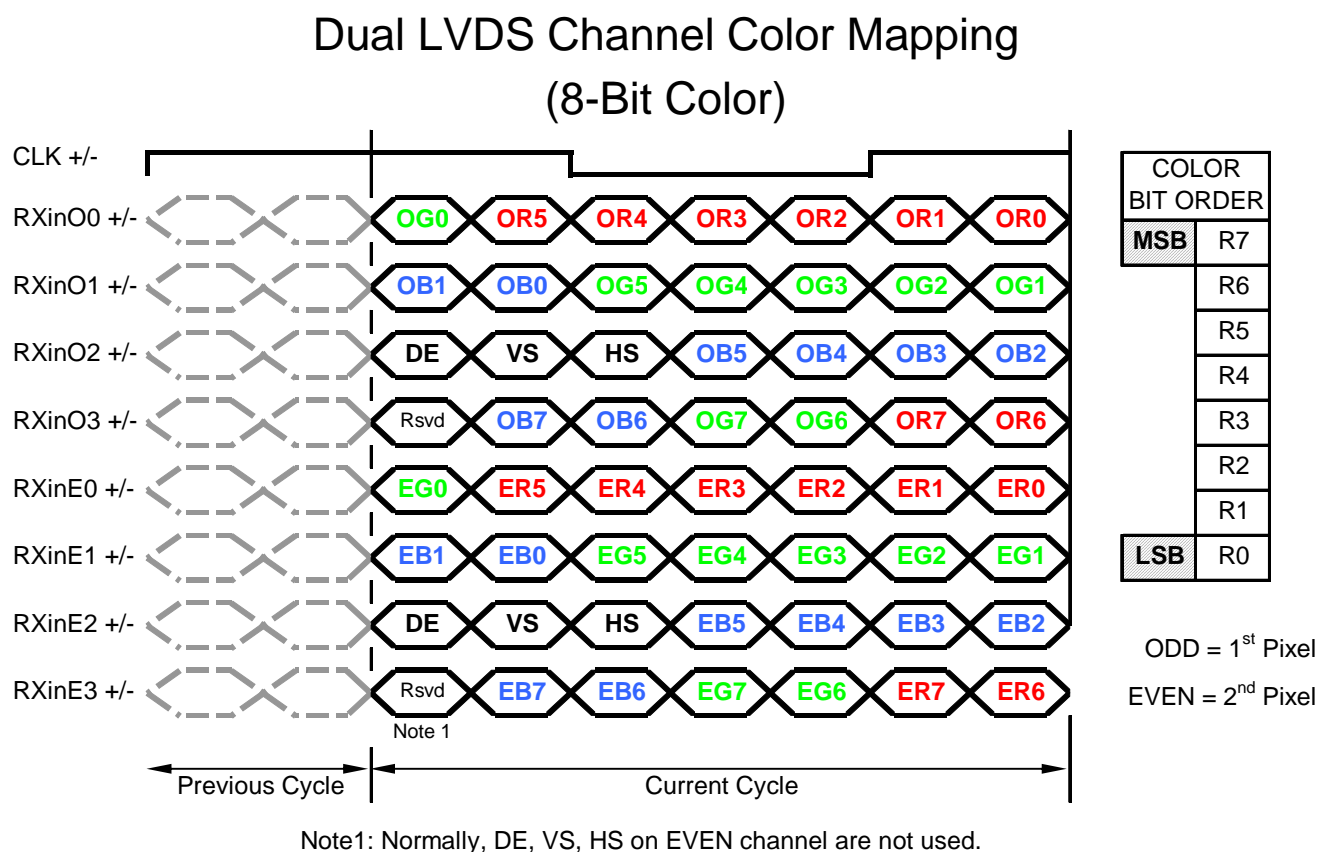 Dual LVDS Channel Color Mapping
(8-Bit Color)
CLK +/-
RXinO0 +/- OG0 OR5 OR4 OR3 OR2 OR1 OR0
RXinO1 +/- OB1 OB0 OG5 OG4 OG3 OG2 OG1
RXinO2 +/- DE VS HS OB5 OB4 OB3 OB2
RXinO3 +/- Rsvd OB7 OB6 OG7 OG6 OR7 OR6
RXinE0 +/- EG0 ER5 ER4 ER3 ER2 ER1 ER0
RXinE1 +/- EB1 EB0 EG5 EG4 EG3 EG2 EG1
RXinE2 +/- DE VS HS EB5 EB4 EB3 EB2
RXinE3 +/- Rsvd EB7 EB6 EG7 EG6 ER7 ER6
Note 1
Previous Cycle Current Cycle
COLOR
BIT ORDER
MSB R7
R6
R5
R4
R3
R2
R1
LSB R0
ODD = 1st Pixel
EVEN = 2nd Pixel
Note1: Normally, DE, VS, HS on EVEN channel are not used.